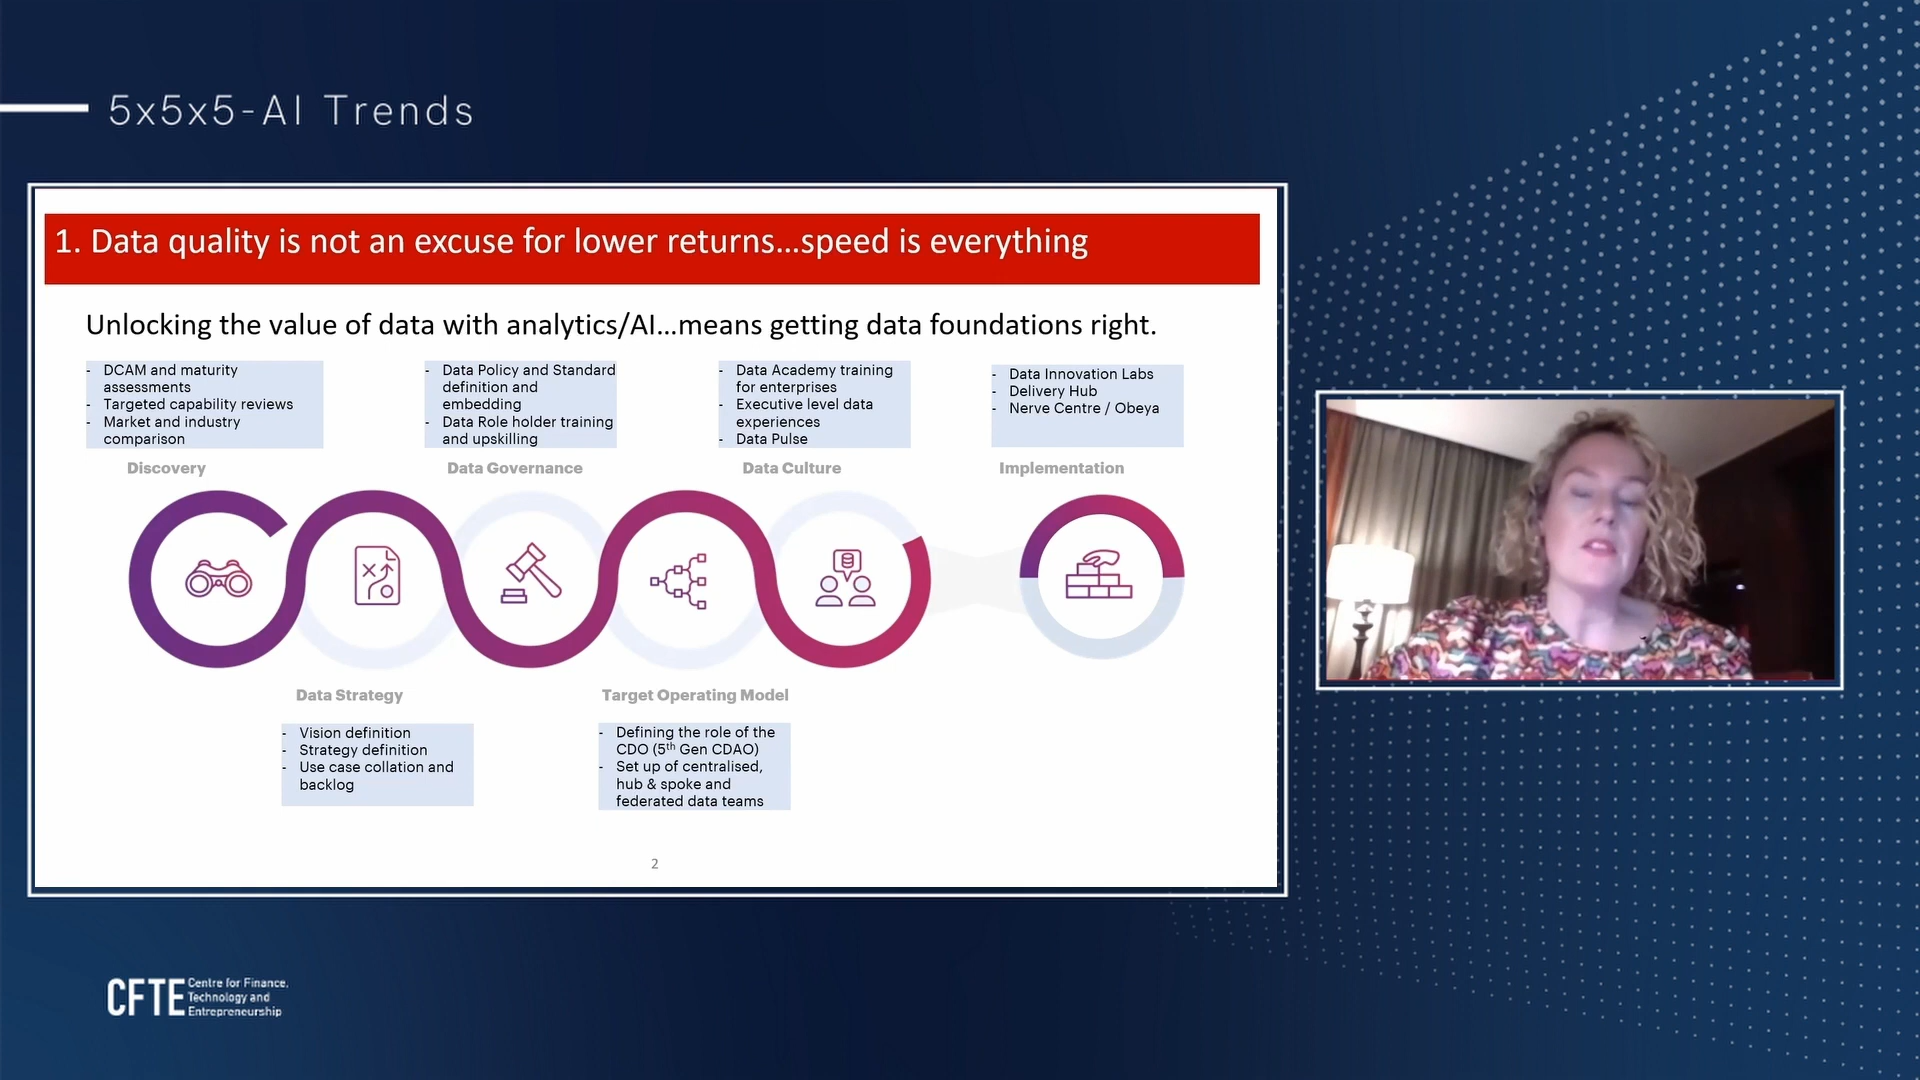 5x5x5-AI Trends
1. Data quality is not an excuse for lower returns...speed is everything
Unlocking the value of data with analytics/AI...means getting data foundations right.
- DCAM and maturity
assessments
- Targeted capability reviews
- Market and industry
comparison
Discovery
- Data Policy and Standard
definition and
embedding
- Data Role holder training
and upskilling
Data Governance
- Data Academy training
for enterprises
- Executive level data
experiences
- Data Pulse
Data Culture
- Data Innovation Labs
- Delivery Hub
- Nerve Centre / Obeya
Implementation
Data Strategy
- Vision definition
- Strategy definition
- Use case collation and
backlog
Target Operating Model
- Defining the role of the
CDO (5th Gen CDAO)
- Set up of centralised,
hub & spoke and
federated data teams
2
CFTE
Centre for Finance,
Technology and
Entrepreneurship